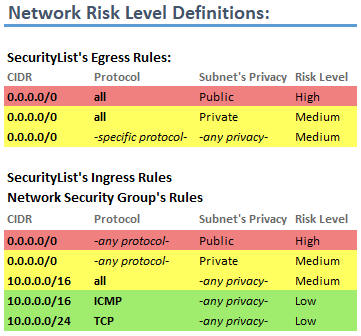 Network Risk Level Definitions:
SecurityList's Egress Rules:
CIDR Protocol Subnet's Privacy Risk Level
0.0.0.0/0 all Public High
0.0.0.0/0 all Private Medium
0.0.0.0/0 -specific protocol- -any privacy- Medium
SecurityList's Ingress Rules
Network Security Group's Rules
CIDR Protocol Subnet's Privacy Risk Level
0.0.0.0/0 -any protocol- Public High
0.0.0.0/0 -any protocol- Private Medium
10.0.0.0/16 all -any privacy- Medium
10.0.0.0/16 ICMP -any privacy- Low
10.0.0.0/24 TCP -any privacy- Low